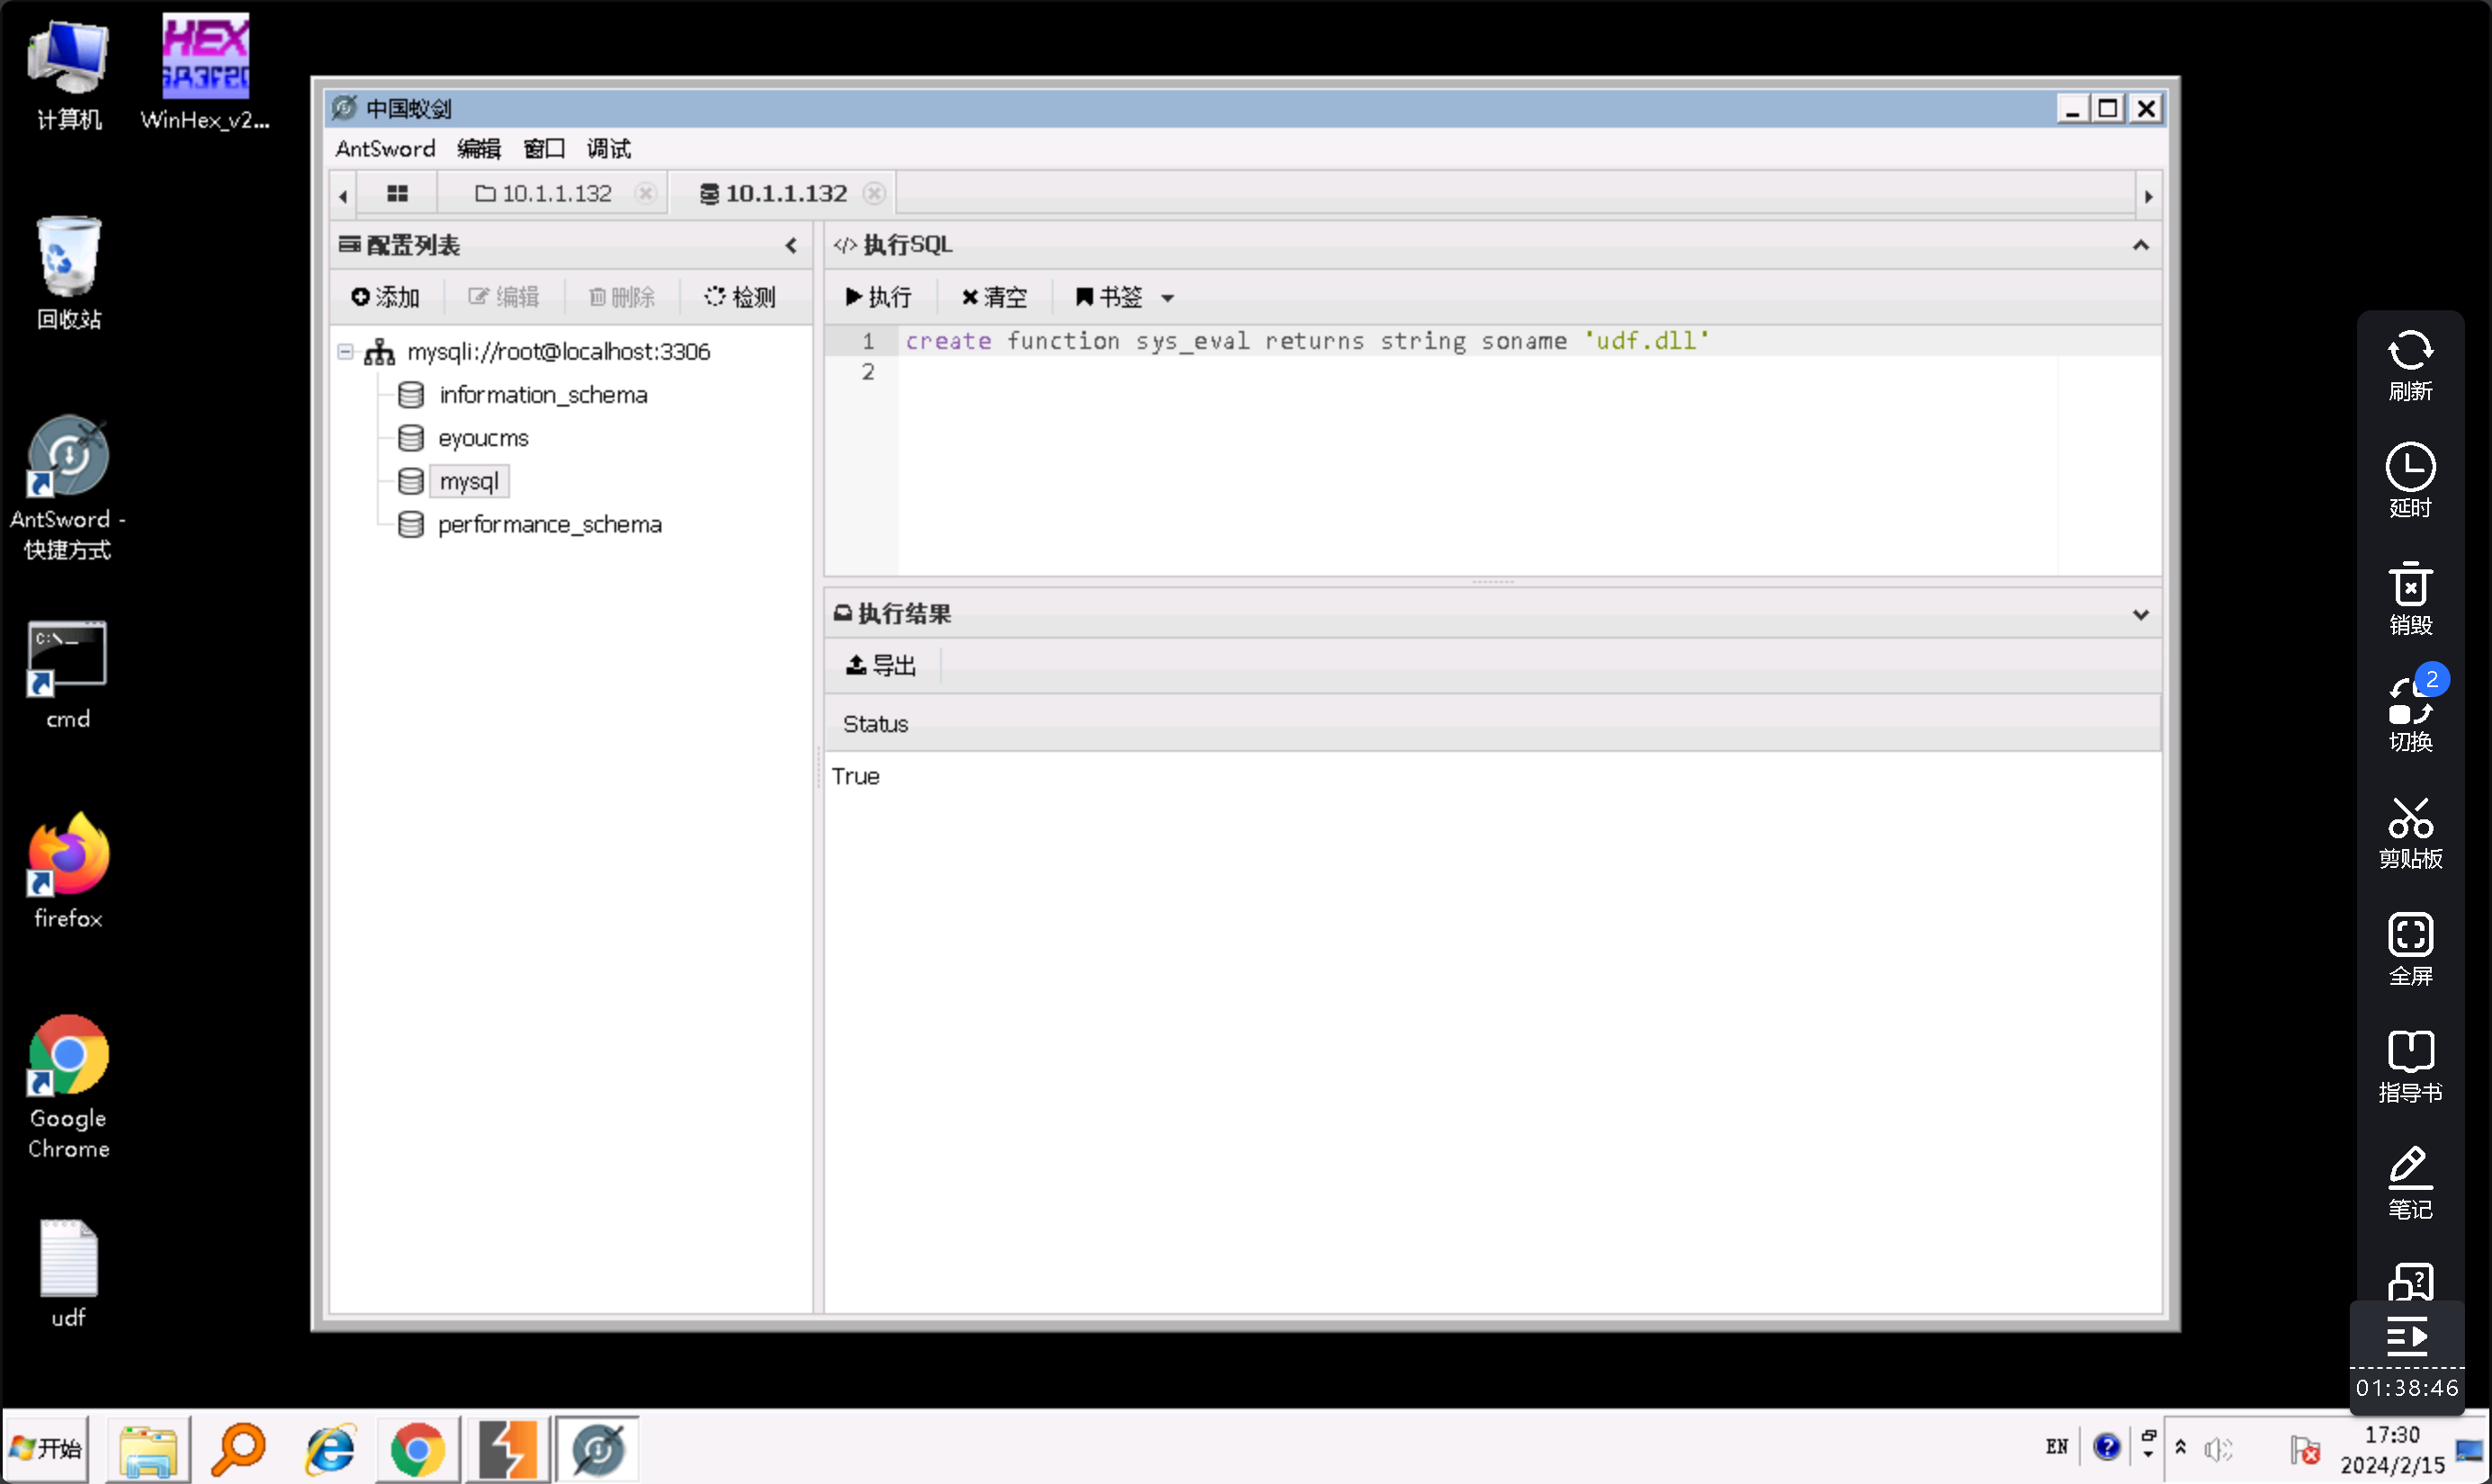 计算机
WinHex_v2...
回收站
AntSword -
快捷方式
cmd
firefox
Google
Chrome
udf
中国蚁剑
AntSword 编辑 窗口 调试
10.1.1.132
10.1.1.132
配置列表
添加 编辑 删除 检测
mysqli://root@localhost:3306
information_schema
eyoucms
mysql
performance_schema
执行SQL
执行 清空 书签
1 create function sys_eval returns string soname 'udf.dll'
2
执行结果
导出
Status
True
刷新
延时
销毁
2
切换
剪贴板
全屏
指导书
笔记
01:38:46
开始
EN
17:30
2024/2/15